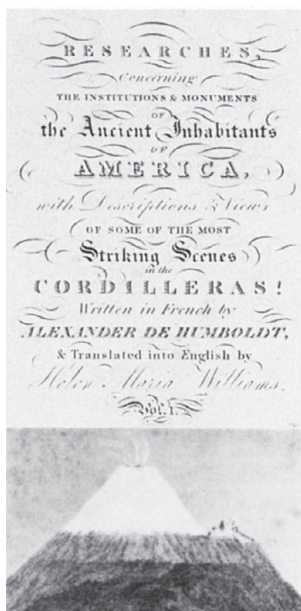 RESEARCHES,
Concerning
THE INSTITUTIONS & MONUMENTS
OF
the Ancient Inhabitants
OF
AMERICA,
with Descriptions & Views
OF SOME OF THE MOST
Striking Scenes
in the
CORDILLERAS!
Written in French by
ALEXANDER DE HUMBOLDT,
& Translated into English by
Helen Maria Williams.
Vol. I.